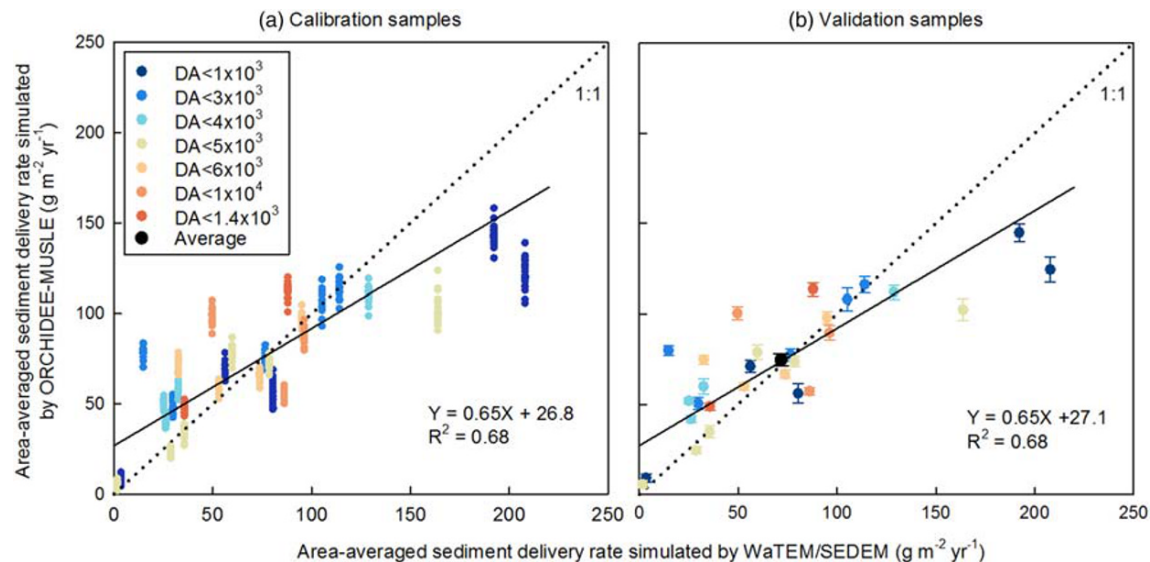 (a) Calibration samples
(b) Validation samples
Area-averaged sediment delivery rate simulated
by ORCHIDEE-MUSLE (g m⁻² yr⁻¹)
250
200
150
100
50
0
DA<1x10³
DA<3x10³
DA<4x10³
DA<5x10³
DA<6x10³
DA<1x10⁴
DA<1.4x10³
Average
1:1
Y = 0.65X + 26.8
R² = 0.68
0 50 100 150 200 250
1:1
Y = 0.65X +27.1
R² = 0.68
0 50 100 150 200 250
Area-averaged sediment delivery rate simulated by WaTEM/SEDEM (g m⁻² yr⁻¹)